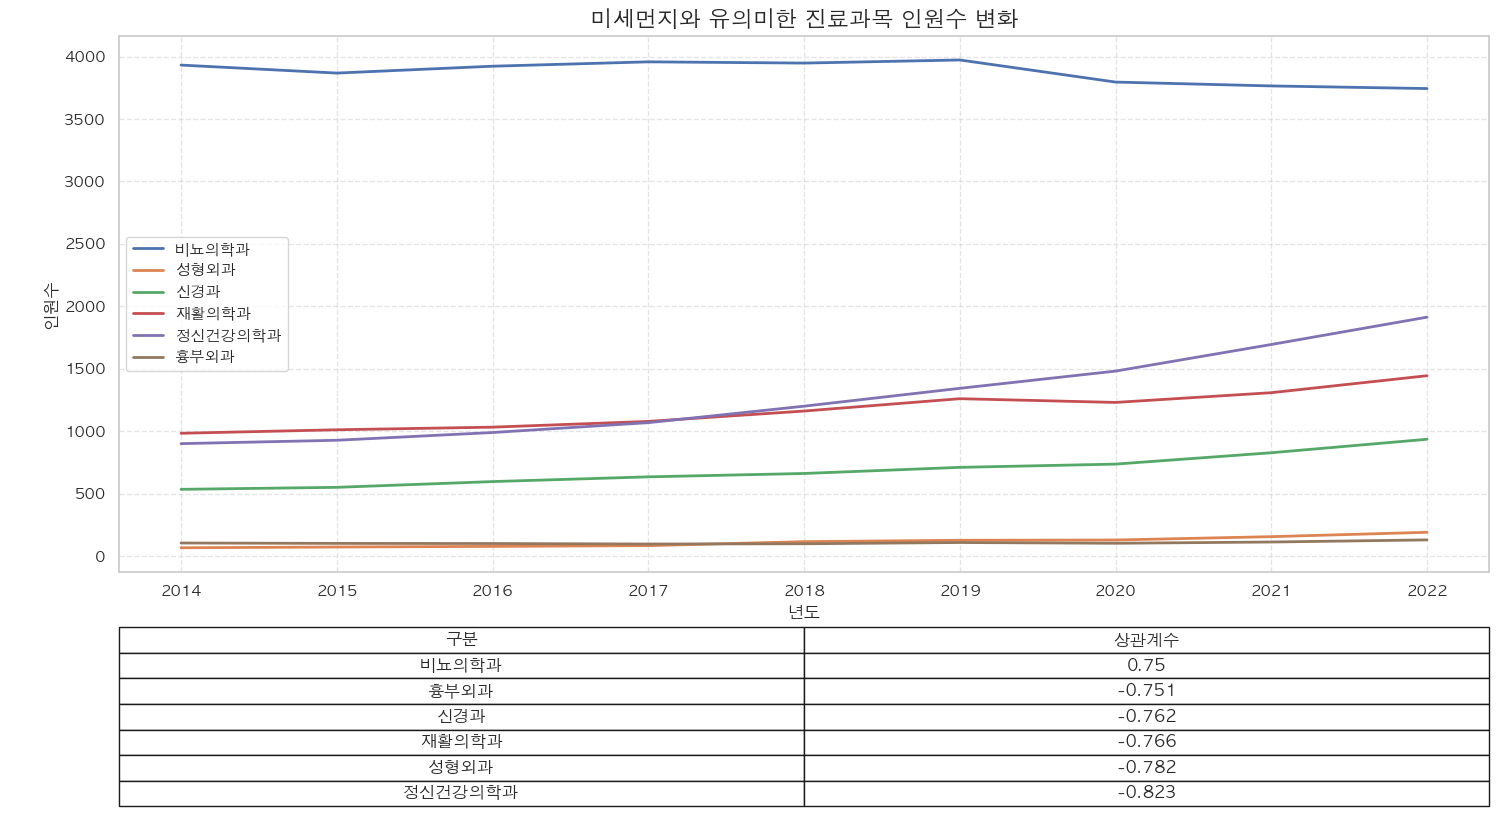 미세먼지와 유의미한 진료과목 인원수 변화
4000
3500
3000
2500
2000
1500
1000
500
0
인원수
비뇨의학과
성형외과
신경과
재활의학과
정신건강의학과
흉부외과
2014 2015 2016 2017 2018 2019 2020 2021 2022
년도
구분 상관계수
비뇨의학과 0.75
흉부외과 -0.751
신경과 -0.762
재활의학과 -0.766
성형외과 -0.782
정신건강의학과 -0.823